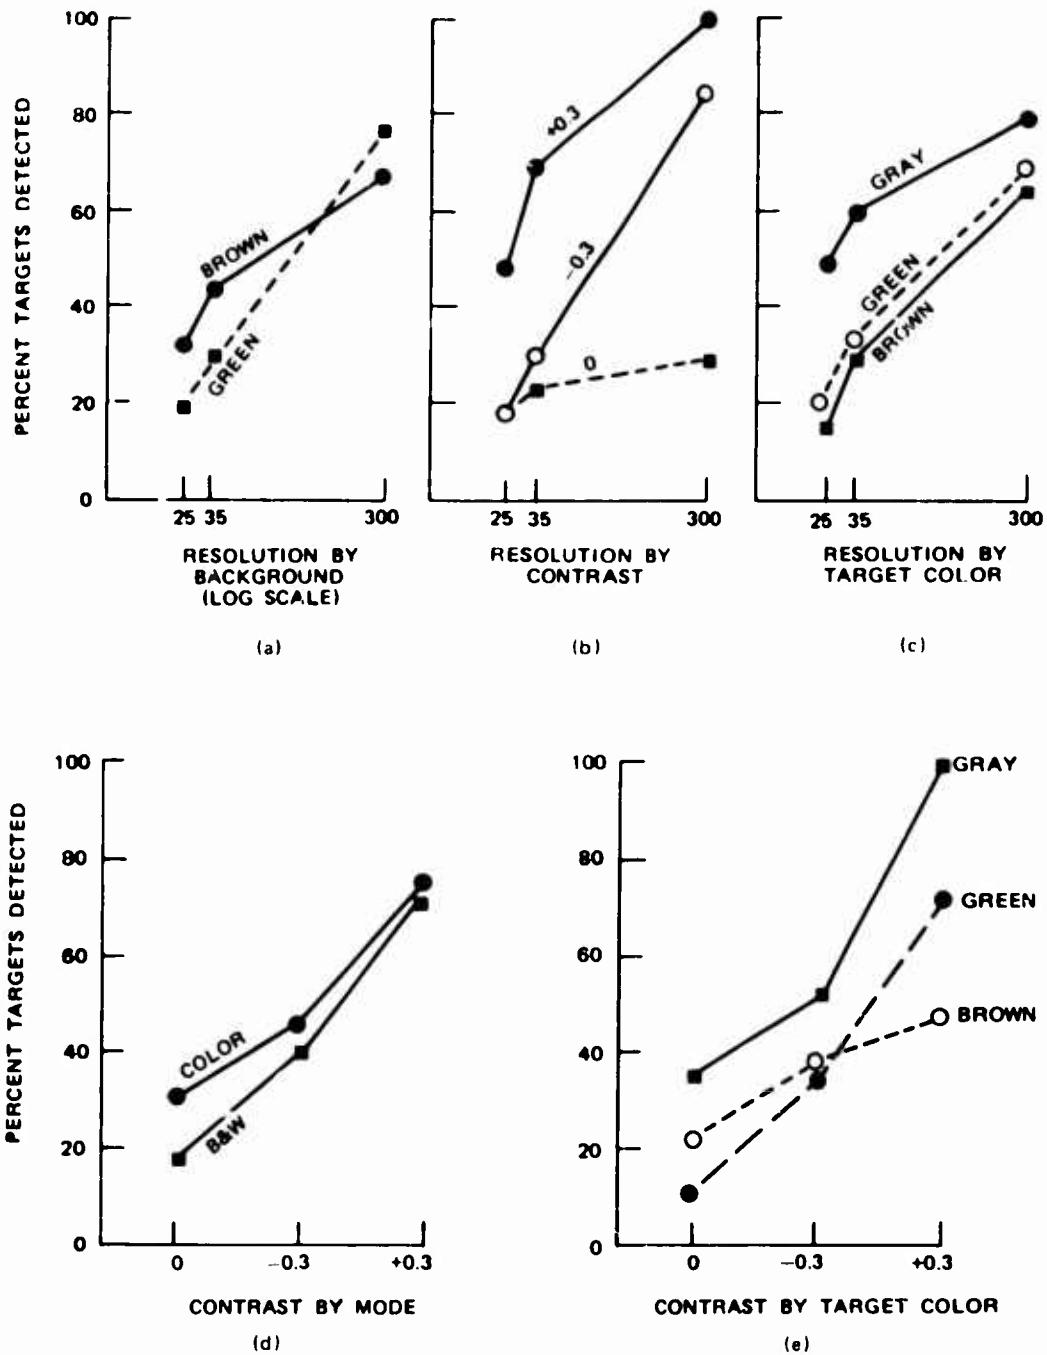 PERCENT TARGETS DETECTED
100
80
60
40
20
0
BROWN
GREEN
25 35 300
RESOLUTION BY
BACKGROUND
(LOG SCALE)
(a)
+0.3
-0.3
0
25 35 300
RESOLUTION BY
CONTRAST
(b)
GRAY
GREEN
BROWN
25 35 300
RESOLUTION BY
TARGET COLOR
(c)
PERCENT TARGETS DETECTED
100
80
60
40
20
0
COLOR
B&W
0 -0.3 +0.3
CONTRAST BY MODE
(d)
100
80
60
40
20
0
GRAY
GREEN
BROWN
0 -0.3 +0.3
CONTRAST BY TARGET COLOR
(e)